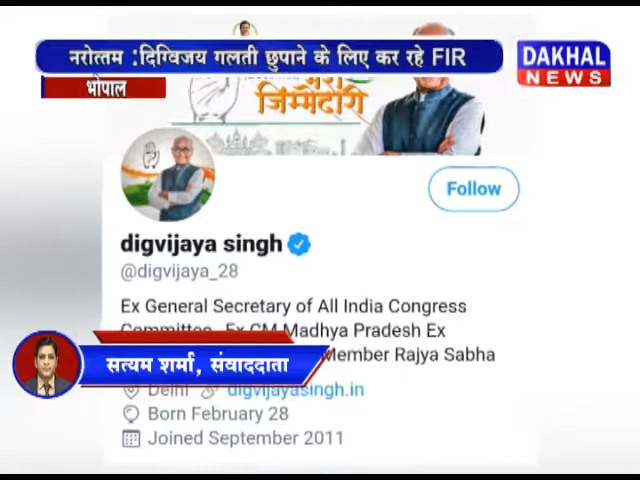 नरोत्तम :दिग्विजय गलती छुपाने के लिए कर रहे FIR
DAKHAL
NEWS
भोपाल
जिम्मेदारी
Follow
digvijaya singh
@digvijaya_28
Ex General Secretary of All India Congress
Committee, Ex CM Madhya Pradesh Ex
Member Rajya Sabha
सत्यम शर्मा, संवाददाता
Delhi digvijayasingh.in
Born February 28
Joined September 2011